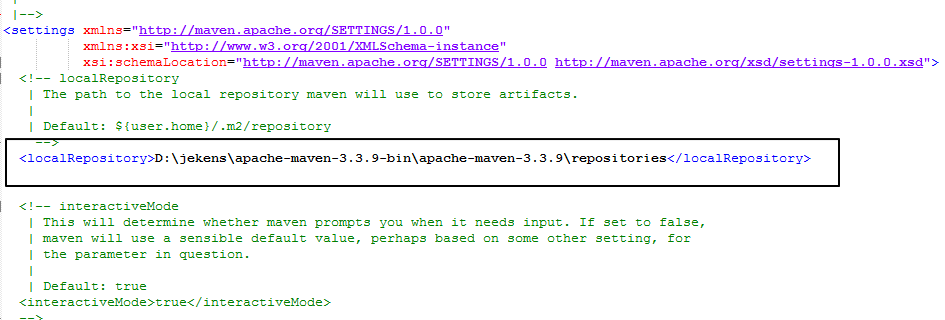 |-->
<settings xmlns="http://maven.apache.org/SETTINGS/1.0.0"
xmlns:xsi="http://www.w3.org/2001/XMLSchema-instance"
xsi:schemaLocation="http://maven.apache.org/SETTINGS/1.0.0 http://maven.apache.org/xsd/settings-1.0.0.xsd">
<!-- localRepository
| The path to the local repository maven will use to store artifacts.
|
| Default: ${user.home}/.m2/repository
-->
<localRepository>D:\jekens\apache-maven-3.3.9-bin\apache-maven-3.3.9\repositories</localRepository>
<!-- interactiveMode
| This will determine whether maven prompts you when it needs input. If set to false,
| maven will use a sensible default value, perhaps based on some other setting, for
| the parameter in question.
|
| Default: true
<interactiveMode>true</interactiveMode>
-->